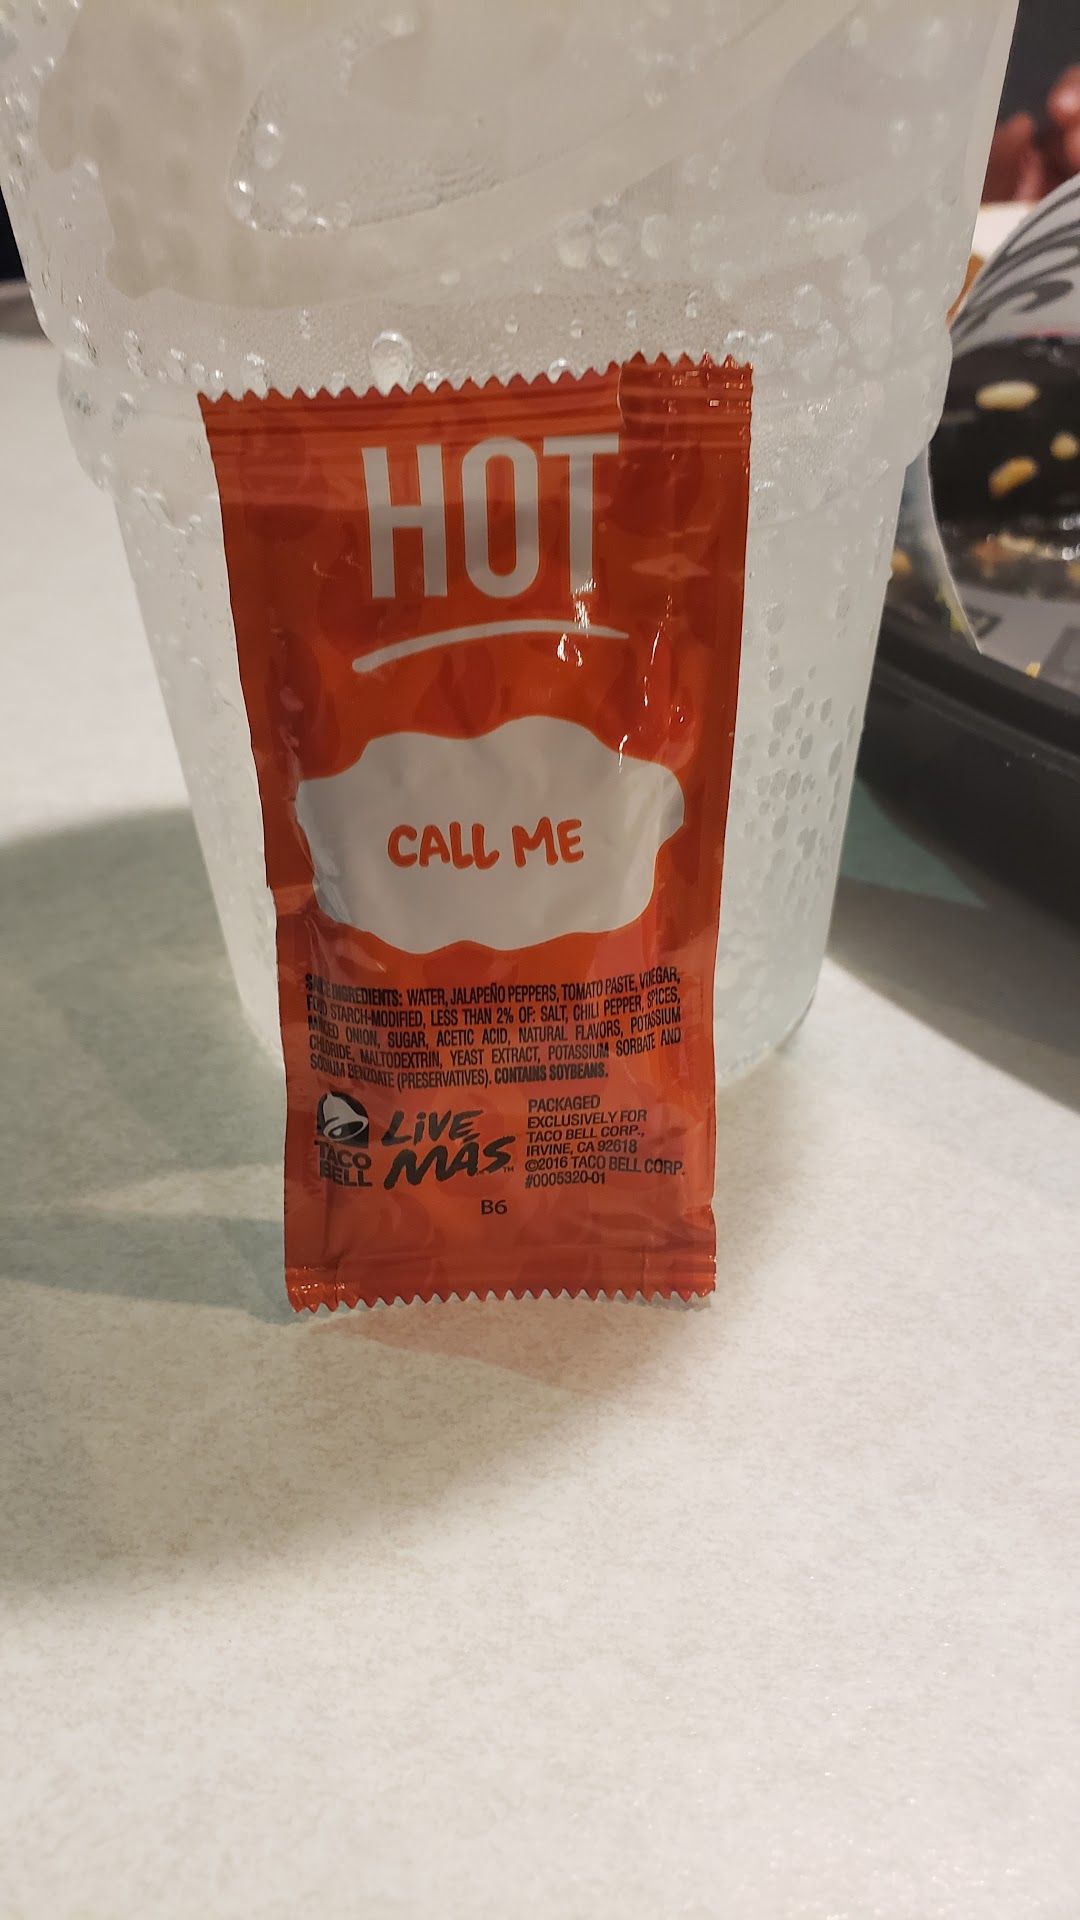 HOT
CALL ME
SAUCE INGREDIENTS: WATER, JALAPEÑO PEPPERS, TOMATO PASTE, VINEGAR,
FOOD STARCH-MODIFIED, LESS THAN 2% OF: SALT, CHILI PEPPER, SPICES,
MINCED ONION, SUGAR, ACETIC ACID, NATURAL FLAVORS, POTASSIUM
CHLORIDE, MALTODEXTRIN, YEAST EXTRACT, POTASSIUM SORBATE AND
SODIUM BENZOATE (PRESERVATIVES). CONTAINS SOYBEANS.
TACO
BELL
LIVE
MÁS™
PACKAGED
EXCLUSIVELY FOR
TACO BELL CORP.,
IRVINE, CA 92618
©2016 TACO BELL CORP.
#0005320-01
B6